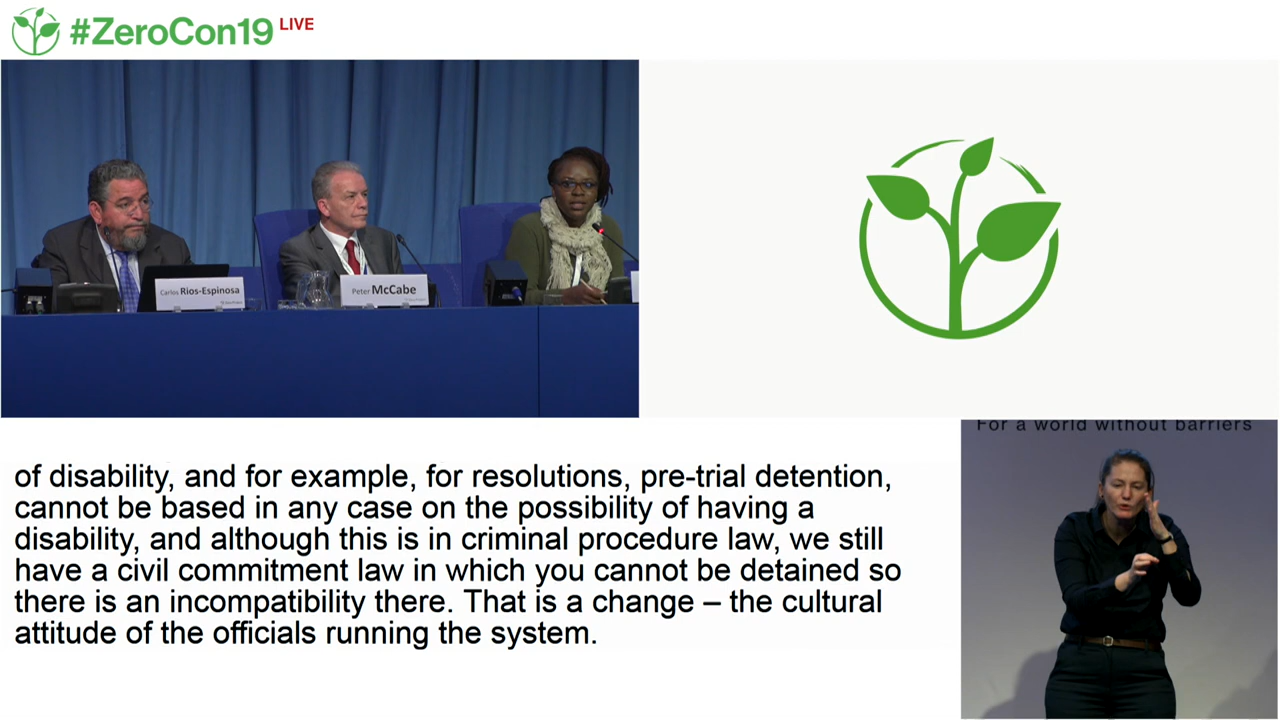 #ZeroCon19 LIVE
Carlos Rios-Espinosa
Peter McCabe
For a world without barriers
of disability, and for example, for resolutions, pre-trial detention,
cannot be based in any case on the possibility of having a
disability, and although this is in criminal procedure law, we still
have a civil commitment law in which you cannot be detained so
there is an incompatibility there. That is a change – the cultural
attitude of the officials running the system.